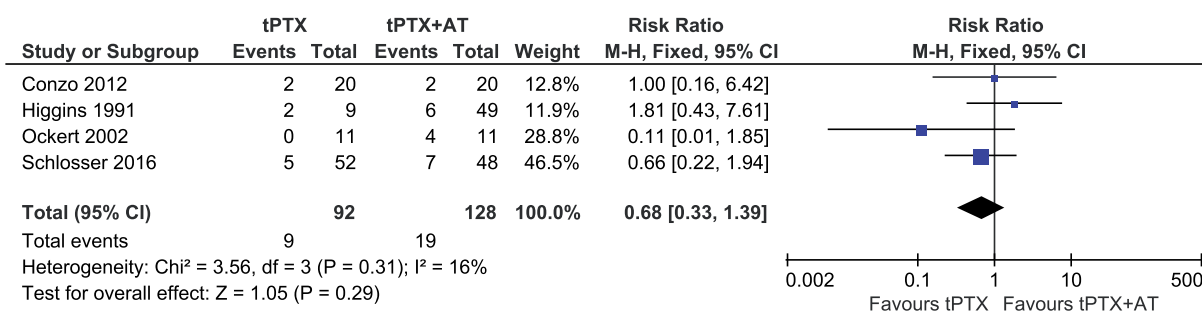 tPTX tPTX+AT Risk Ratio Risk Ratio
Study or Subgroup Events Total Events Total Weight M-H, Fixed, 95% CI M-H, Fixed, 95% CI
Conzo 2012 2 20 2 20 12.8% 1.00 [0.16, 6.42]
Higgins 1991 2 9 6 49 11.9% 1.81 [0.43, 7.61]
Ockert 2002 0 11 4 11 28.8% 0.11 [0.01, 1.85]
Schlosser 2016 5 52 7 48 46.5% 0.66 [0.22, 1.94]
Total (95% CI) 92 128 100.0% 0.68 [0.33, 1.39]
Total events 9 19
Heterogeneity: Chi² = 3.56, df = 3 (P = 0.31); I² = 16%
Test for overall effect: Z = 1.05 (P = 0.29)
0.002 0.1 1 10 500
Favours tPTX Favours tPTX+AT